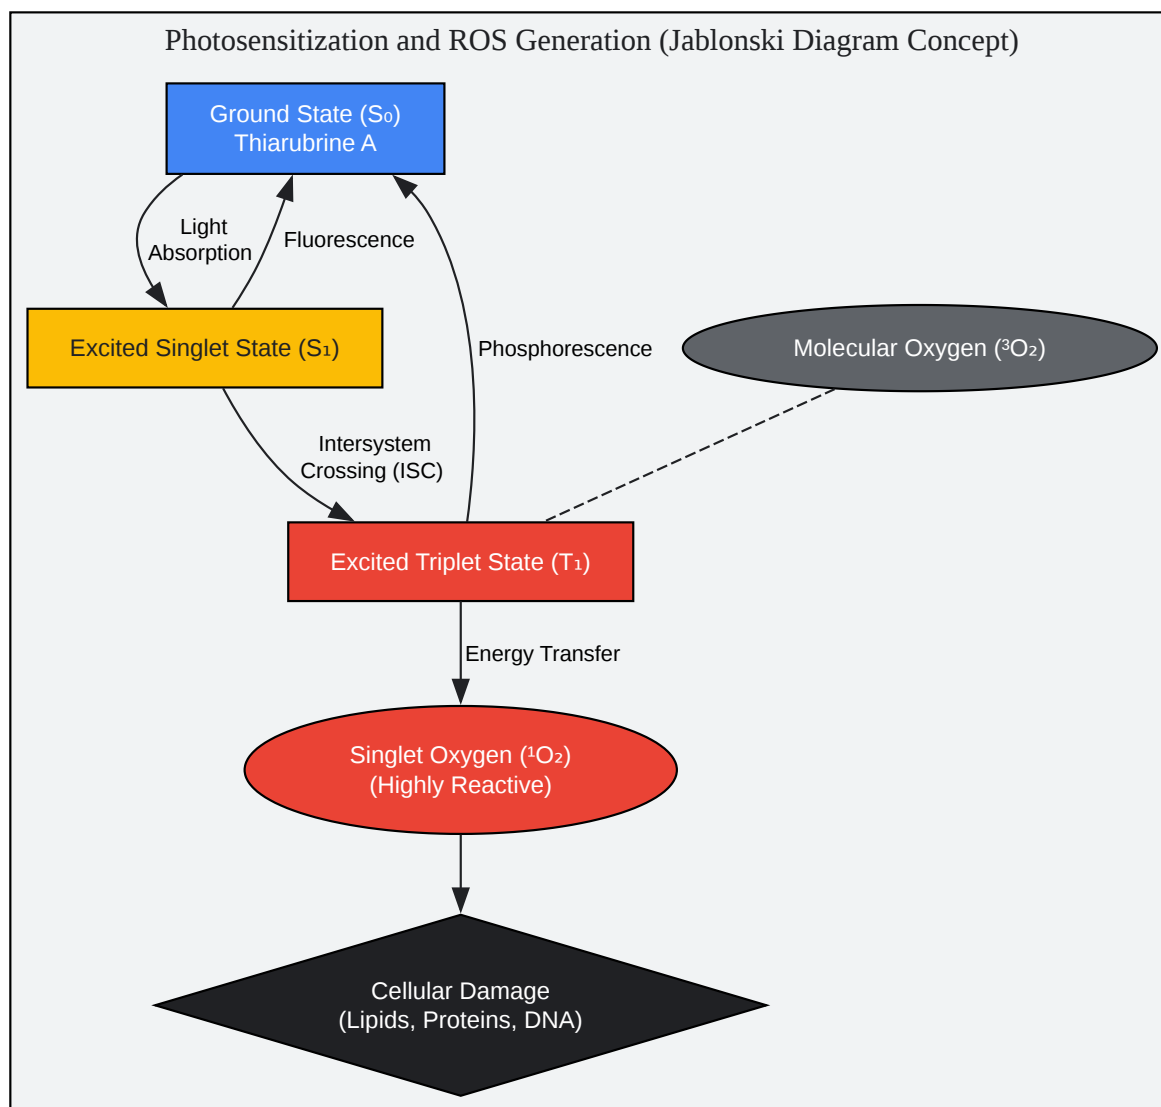 Photosensitization and ROS Generation (Jablonski Diagram Concept)
Ground State (S₀)
Thiarubrine A
Light
Absorption
Fluorescence
Excited Singlet State (S₁)
Phosphorescence
Molecular Oxygen (³O₂)
Intersystem
Crossing (ISC)
Excited Triplet State (T₁)
Energy Transfer
Singlet Oxygen (¹O₂)
(Highly Reactive)
Cellular Damage
(Lipids, Proteins, DNA)